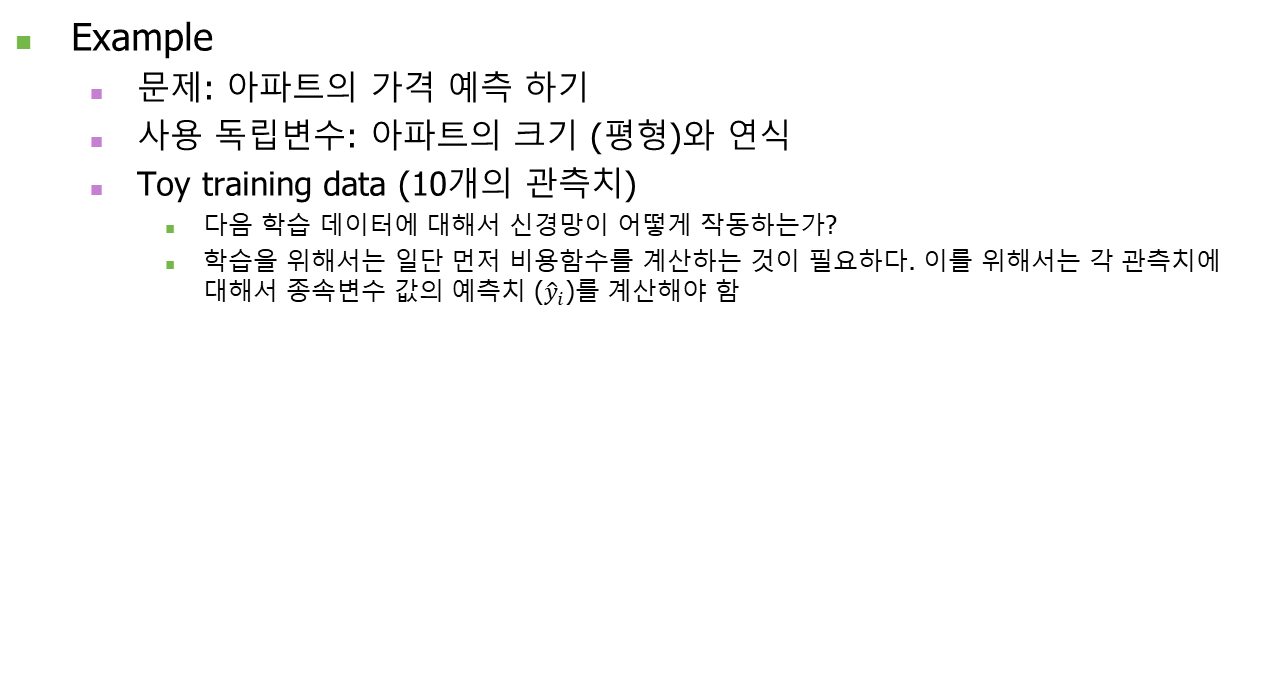 Example
문제: 아파트의 가격 예측 하기
사용 독립변수: 아파트의 크기 (평형)와 연식
Toy training data (10개의 관측치)
다음 학습 데이터에 대해서 신경망이 어떻게 작동하는가?
학습을 위해서는 일단 먼저 비용함수를 계산하는 것이 필요하다. 이를 위해서는 각 관측치에
대해서 종속변수 값의 예측치 (ŷᵢ)를 계산해야 함